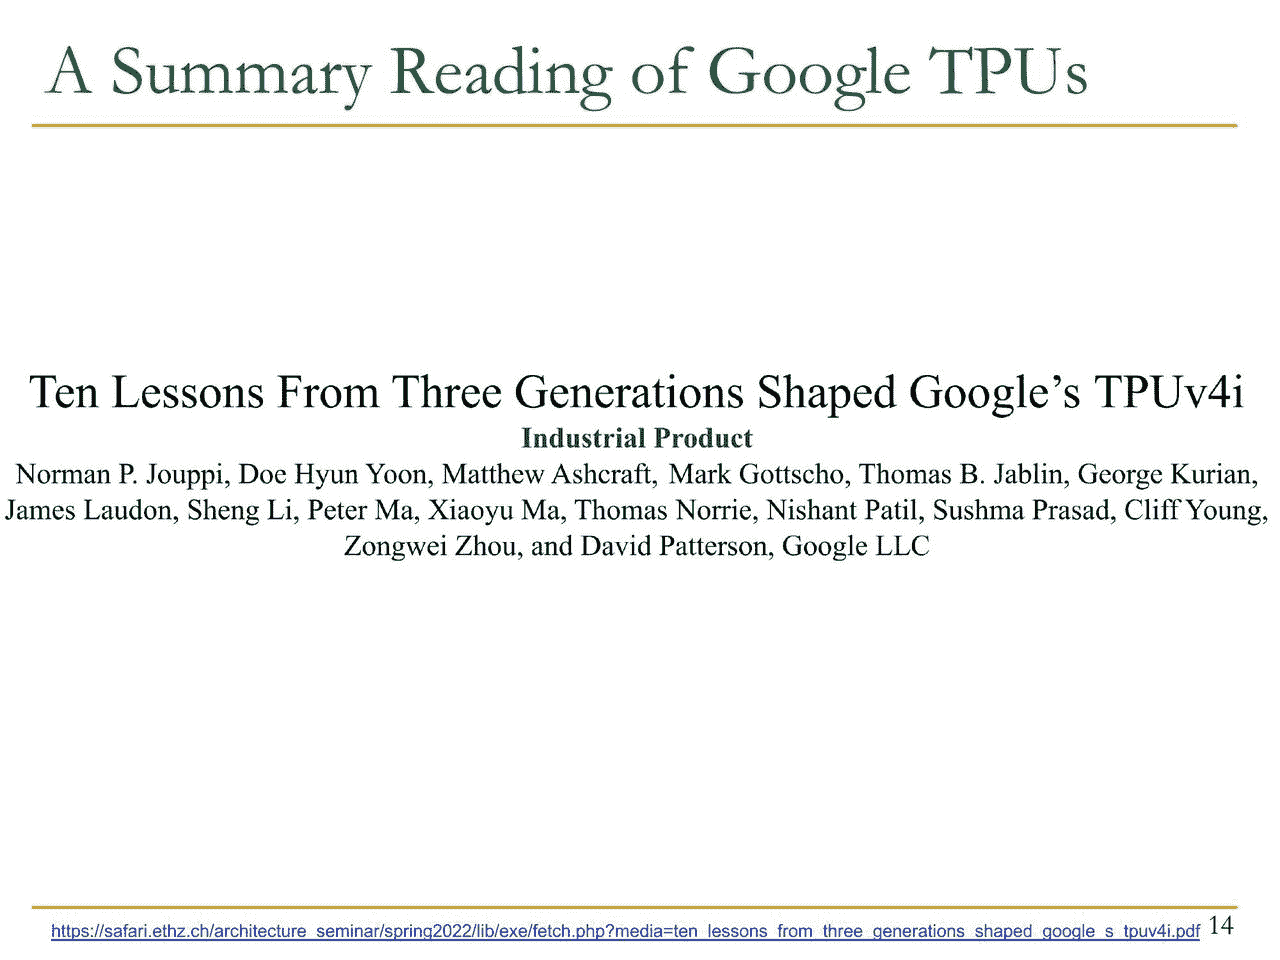 A Summary Reading of Google TPUs
Ten Lessons From Three Generations Shaped Google’s TPUv4i
Industrial Product
Norman P. Jouppi, Doe Hyun Yoon, Matthew Ashcraft, Mark Gottscho, Thomas B. Jablin, George Kurian,
James Laudon, Sheng Li, Peter Ma, Xiaoyu Ma, Thomas Norrie, Nishant Patil, Sushma Prasad, Cliff Young,
Zongwei Zhou, and David Patterson, Google LLC
https://safari.ethz.ch/architecture_seminar/spring2022/lib/exe/fetch.php?media=ten_lessons_from_three_generations_shaped_google_s_tpuv4i.pdf 14